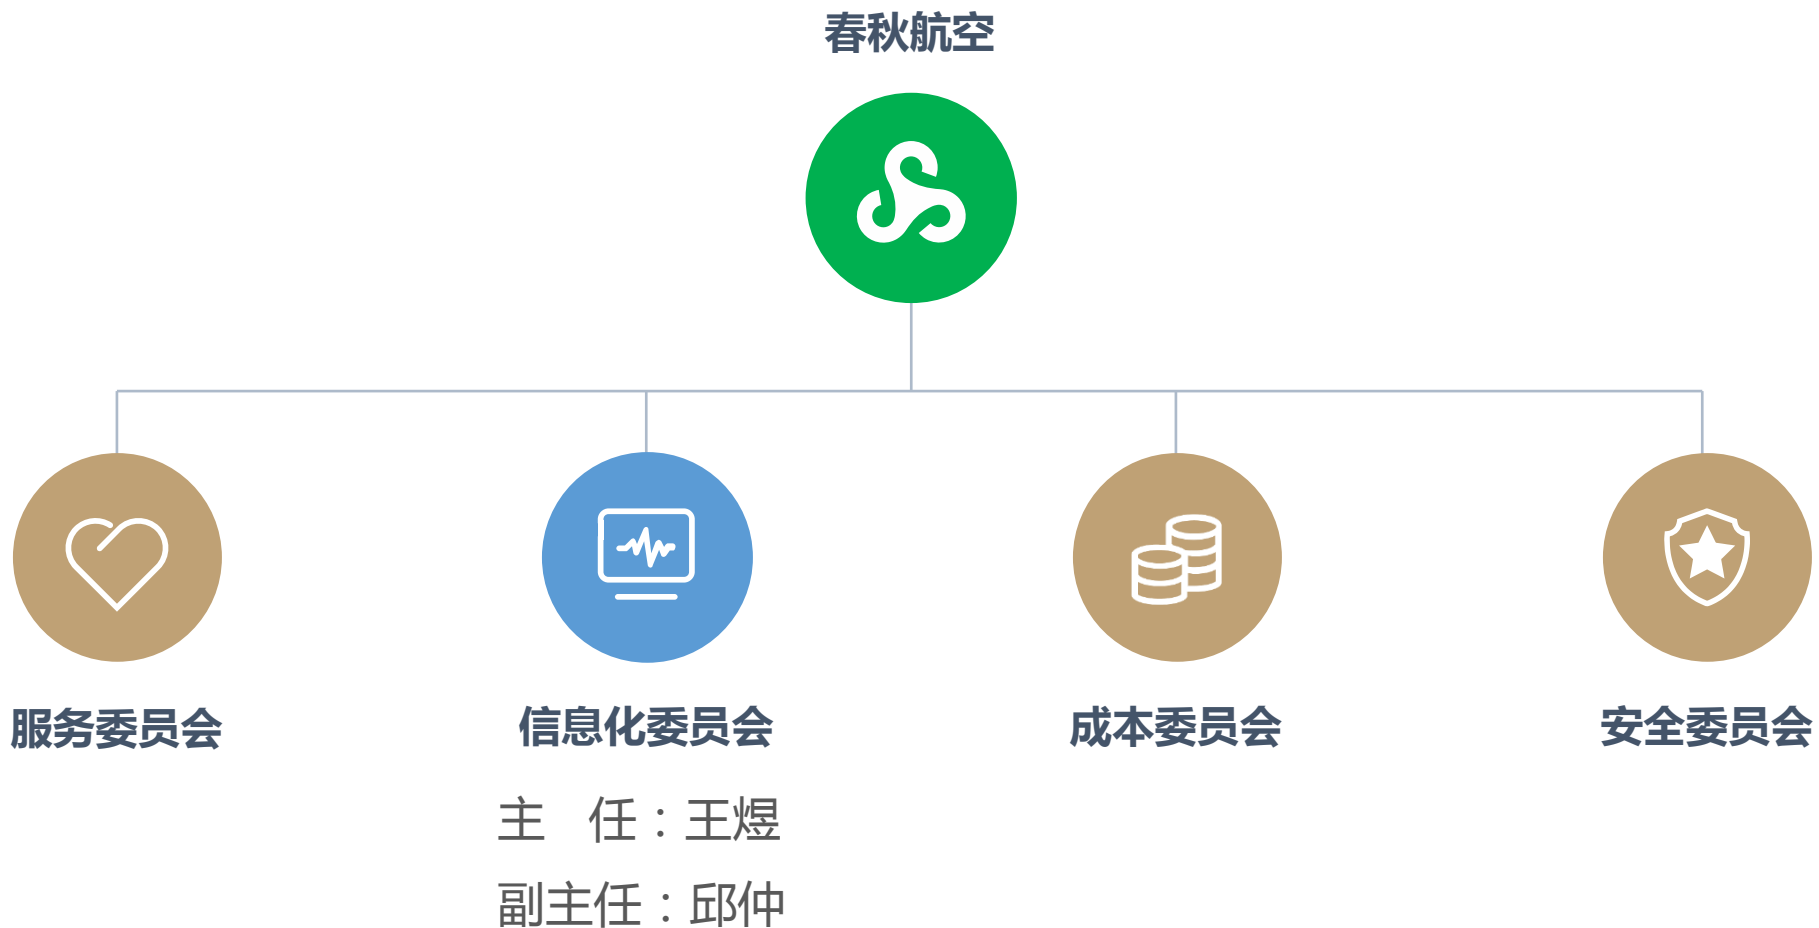 春秋航空
服务委员会
信息化委员会
成本委员会
安全委员会
主 任：王煜
副主任：邱仲